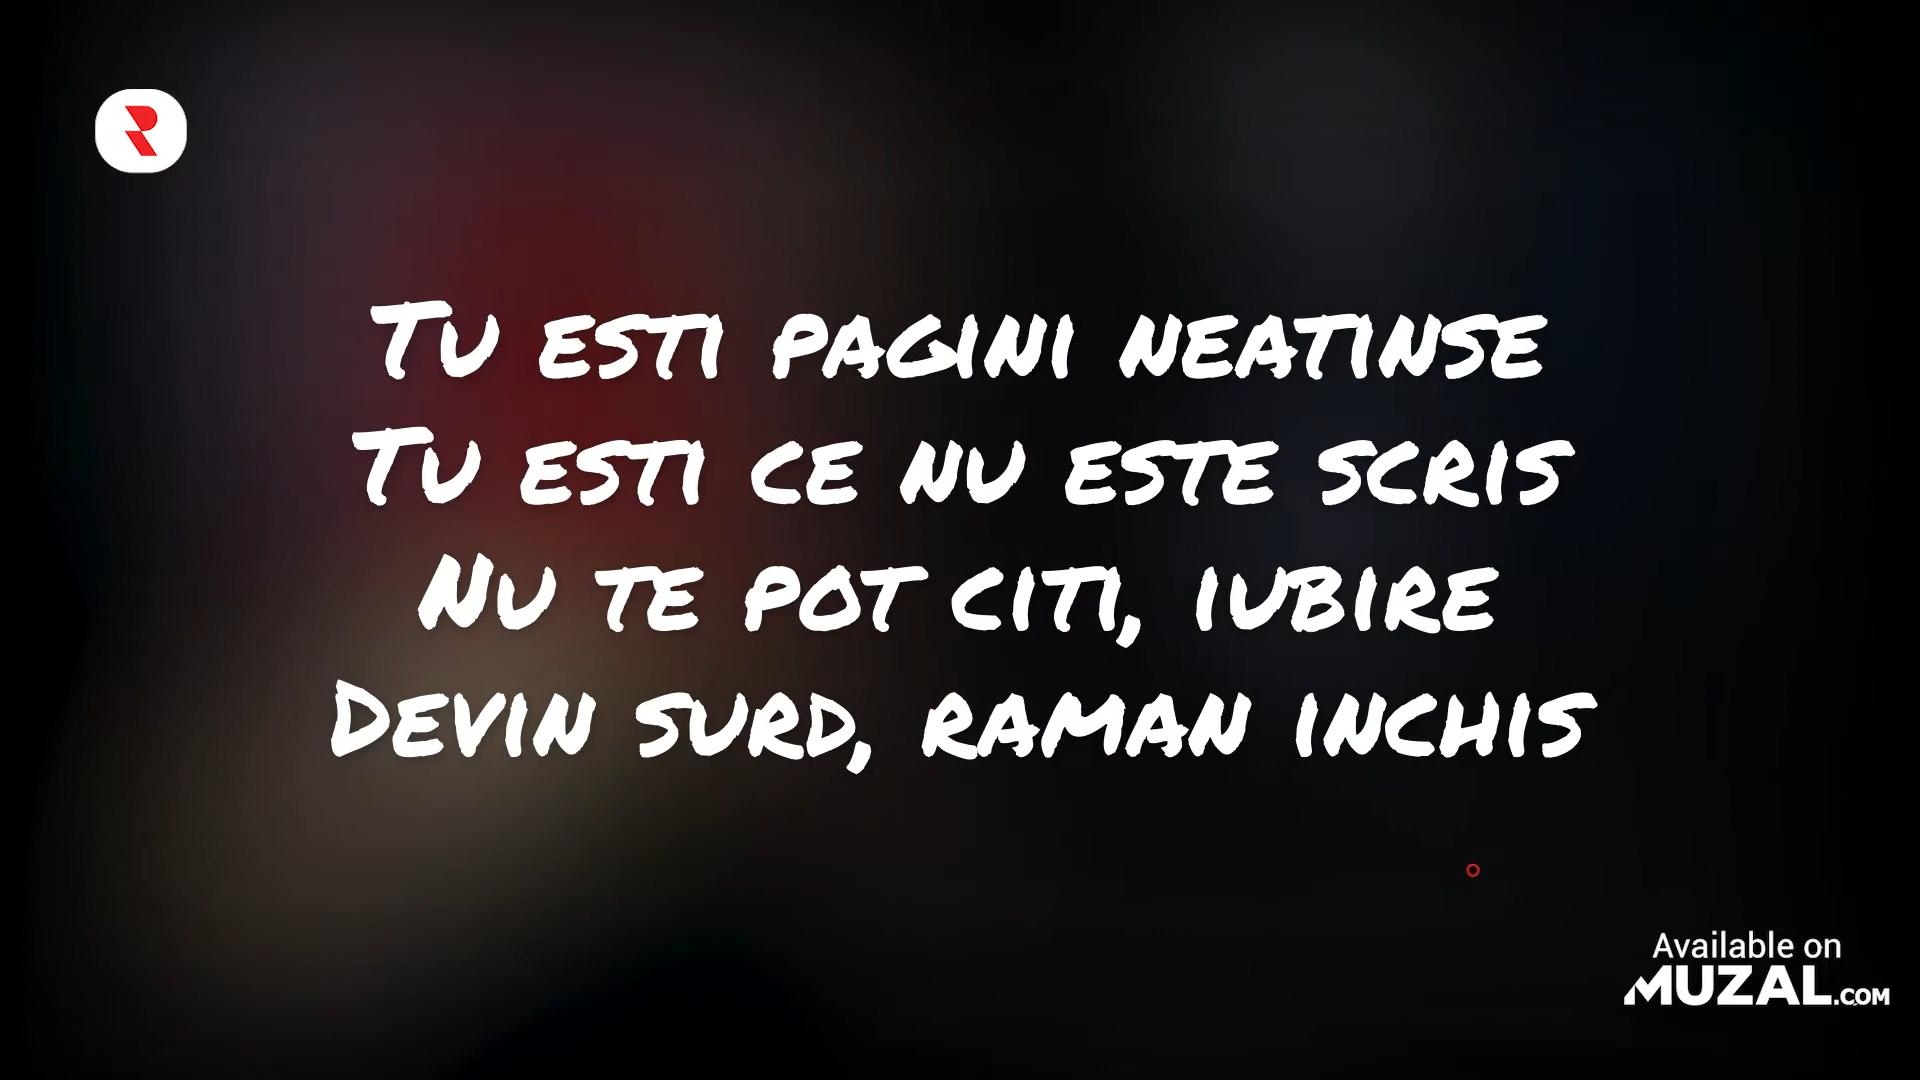 Tu esti pagini neatinse
Tu esti ce nu este scris
Nu te pot citi, iubire
Devin surd, raman inchis
Available on
MUZAL.COM